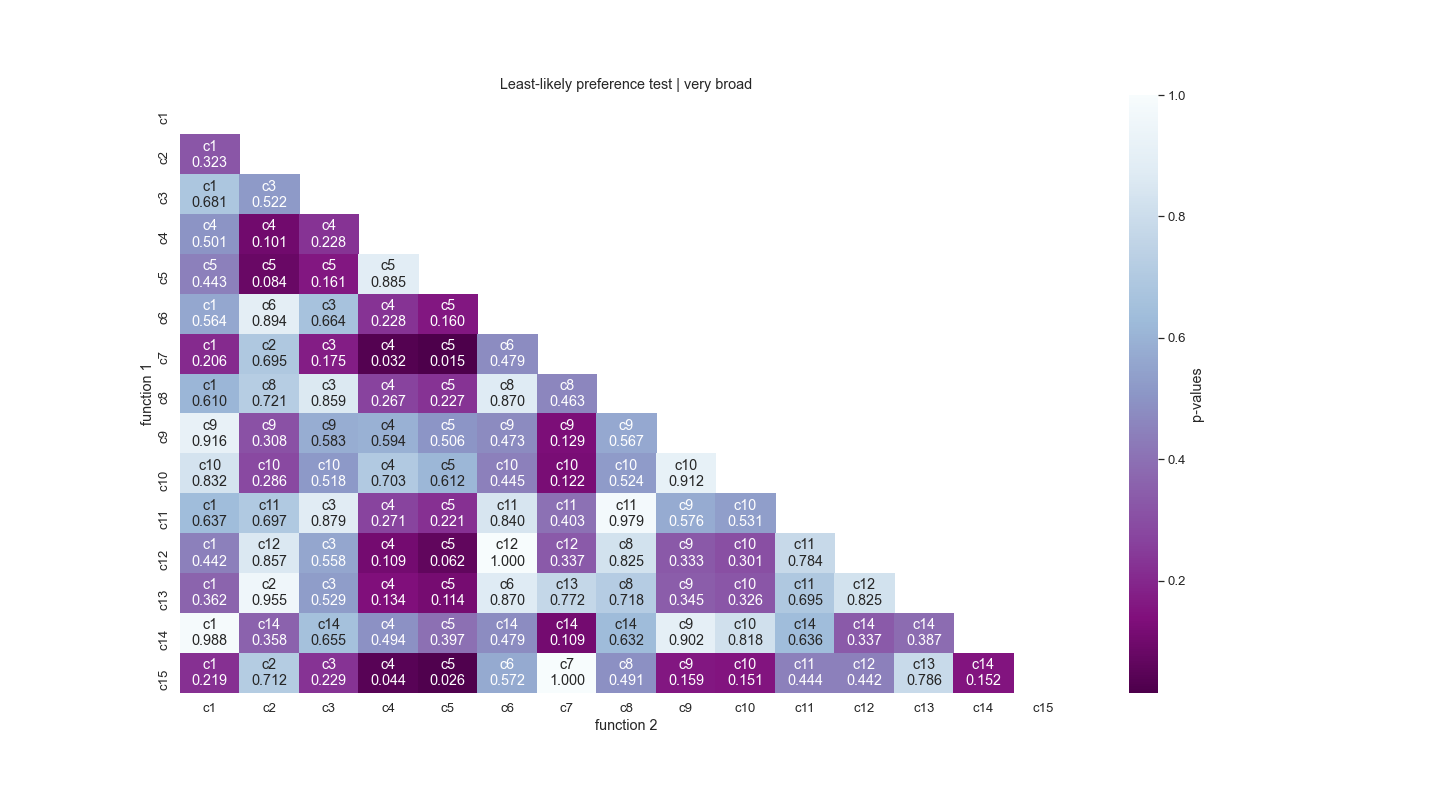 Least-likely preference test | very broad
c1
c2 c1
0.323
c3 c1 c3
0.681 0.522
c4 c4 c4 c4
0.501 0.101 0.228
c5 c5 c5 c5 c4
0.443 0.084 0.161 0.885
c6 c1 c6 c3 c4 c5
0.564 0.894 0.664 0.228 0.160
c7 c1 c2 c3 c4 c5 c6
0.206 0.695 0.175 0.032 0.015 0.479
c8 c1 c8 c3 c4 c5 c8 c8
0.610 0.721 0.859 0.267 0.227 0.870 0.463
c9 c9 c9 c9 c4 c5 c9 c9 c9
0.916 0.308 0.583 0.594 0.506 0.473 0.129 0.567
c10 c10 c10 c10 c4 c5 c10 c10 c10 c10
0.832 0.286 0.518 0.703 0.612 0.445 0.122 0.524 0.912
c11 c1 c11 c3 c4 c5 c11 c11 c11 c9 c10
0.637 0.697 0.879 0.271 0.221 0.840 0.403 0.979 0.576 0.531
c12 c1 c12 c3 c4 c5 c12 c12 c8 c9 c10 c11
0.442 0.857 0.558 0.109 0.062 1.000 0.337 0.825 0.333 0.301 0.784
c13 c1 c2 c3 c4 c5 c6 c13 c8 c9 c10 c11 c12
0.362 0.955 0.529 0.134 0.114 0.870 0.772 0.718 0.345 0.326 0.695 0.825
c14 c1 c14 c14 c4 c5 c14 c14 c14 c9 c10 c14 c14 c14
0.988 0.358 0.655 0.494 0.397 0.479 0.109 0.632 0.902 0.818 0.636 0.337 0.387
c15 c1 c2 c3 c4 c5 c6 c7 c8 c9 c10 c11 c12 c13 c14
0.219 0.712 0.229 0.044 0.026 0.572 1.000 0.491 0.159 0.151 0.444 0.442 0.786 0.152
c1 c2 c3 c4 c5 c6 c7 c8 c9 c10 c11 c12 c13 c14 c15
function 2
function 1
1.0
0.8
0.6
0.4
0.2
p-values